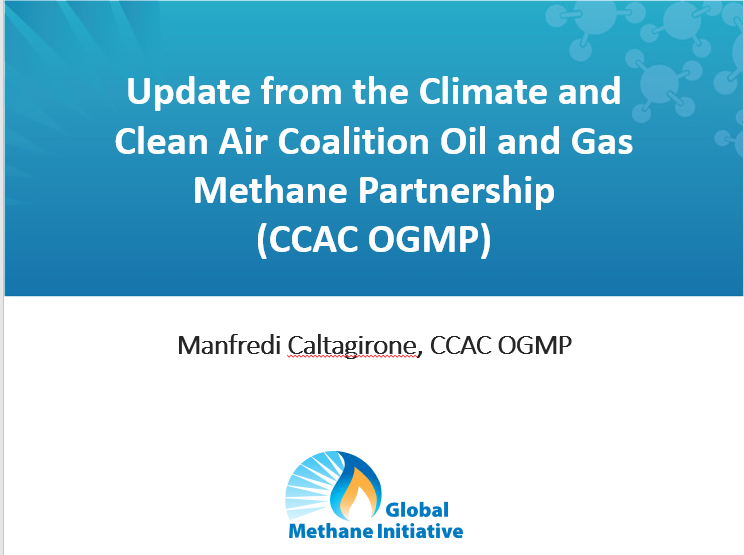 Update from the Climate and
Clean Air Coalition Oil and Gas
Methane Partnership
(CCAC OGMP)
Manfredi Caltagirone, CCAC OGMP
Global
Methane Initiative